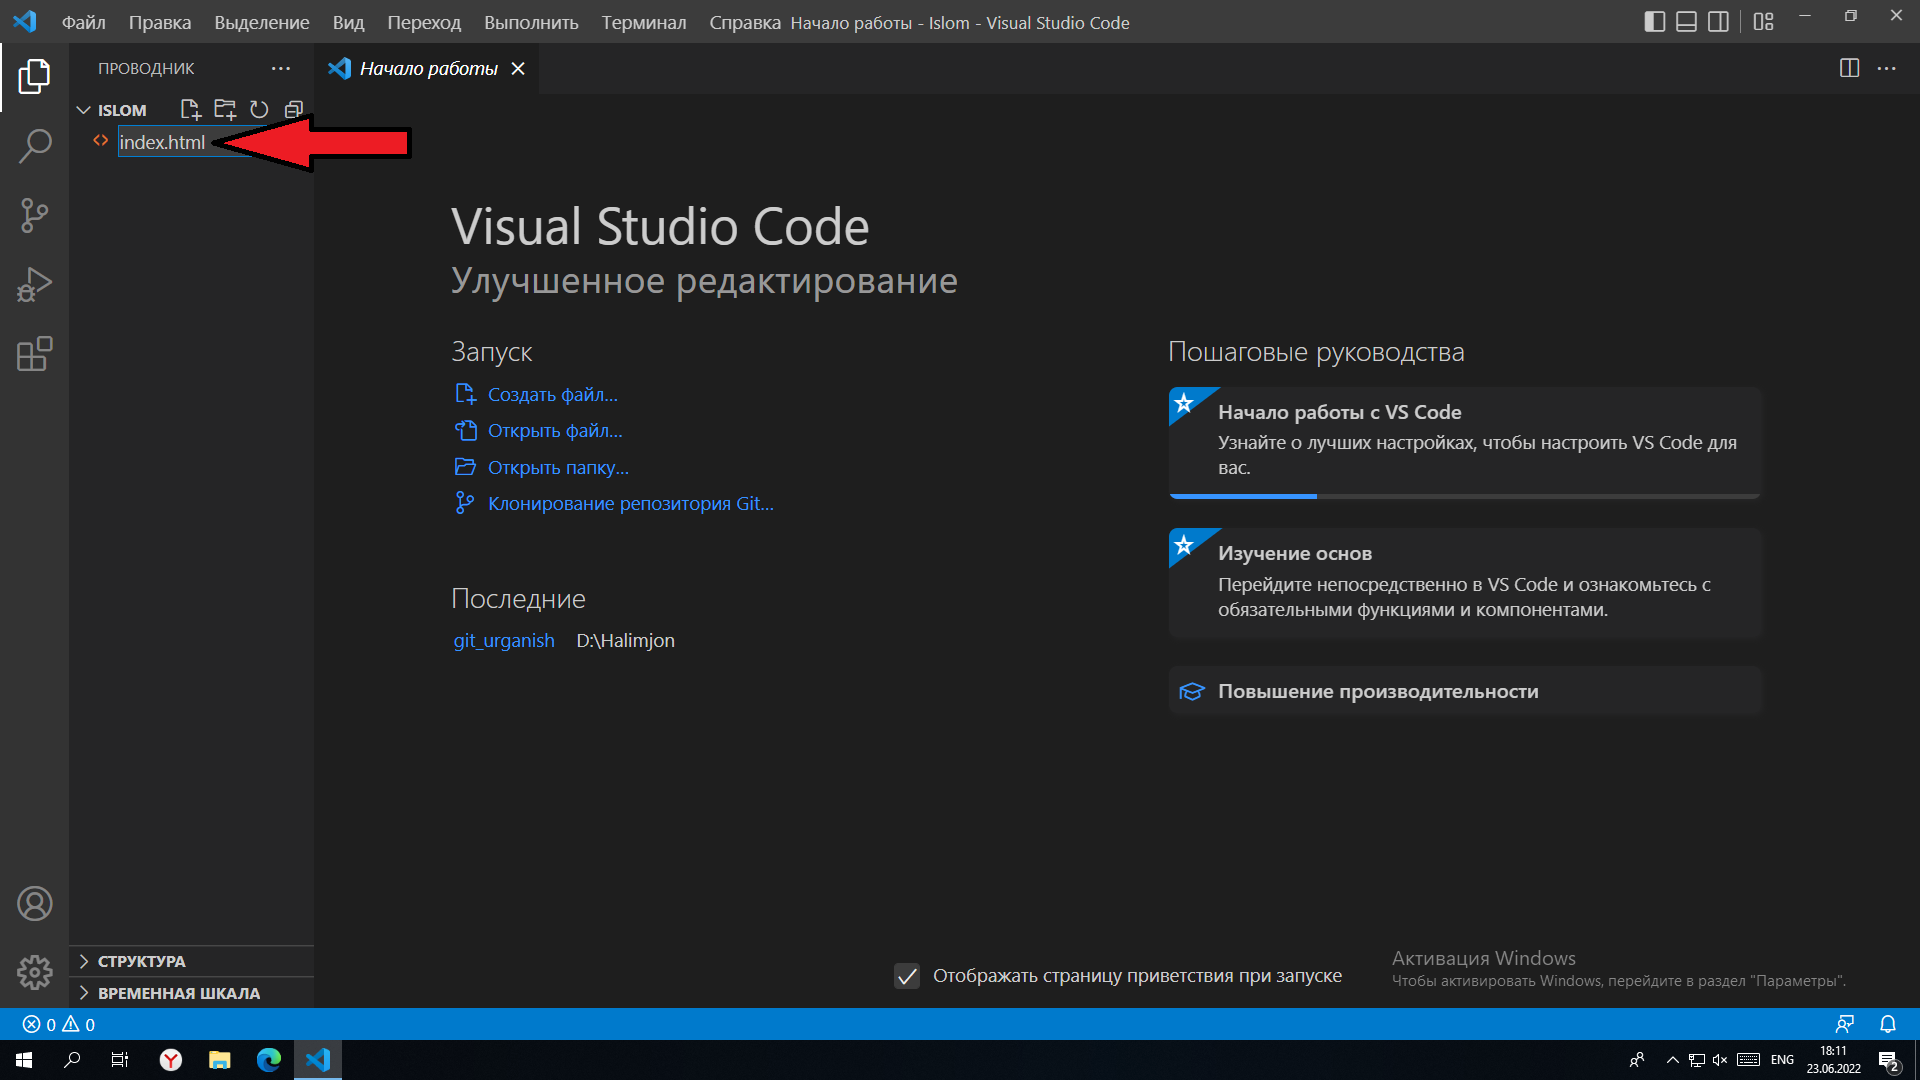 Файл Правка Выделение Вид Переход Выполнить Терминал Справка Начало работы - Islom - Visual Studio Code
ПРОВОДНИК
Начало работы
ISLOM
index.html
Visual Studio Code
Улучшенное редактирование
Запуск
Создать файл...
Открыть файл...
Открыть папку...
Клонирование репозитория Git...
Последние
git_urganish D:\Halimjon
Пошаговые руководства
Начало работы с VS Code
Узнайте о лучших настройках, чтобы настроить VS Code для
вас.
Изучение основ
Перейдите непосредственно в VS Code и ознакомьтесь с
обязательными функциями и компонентами.
Повышение производительности
СТРУКТУРА
ВРЕМЕННАЯ ШКАЛА
Отображать страницу приветствия при запуске
Активация Windows
Чтобы активировать Windows, перейдите в раздел "Параметры".
0 0
ENG
18:11
23.06.2022
2